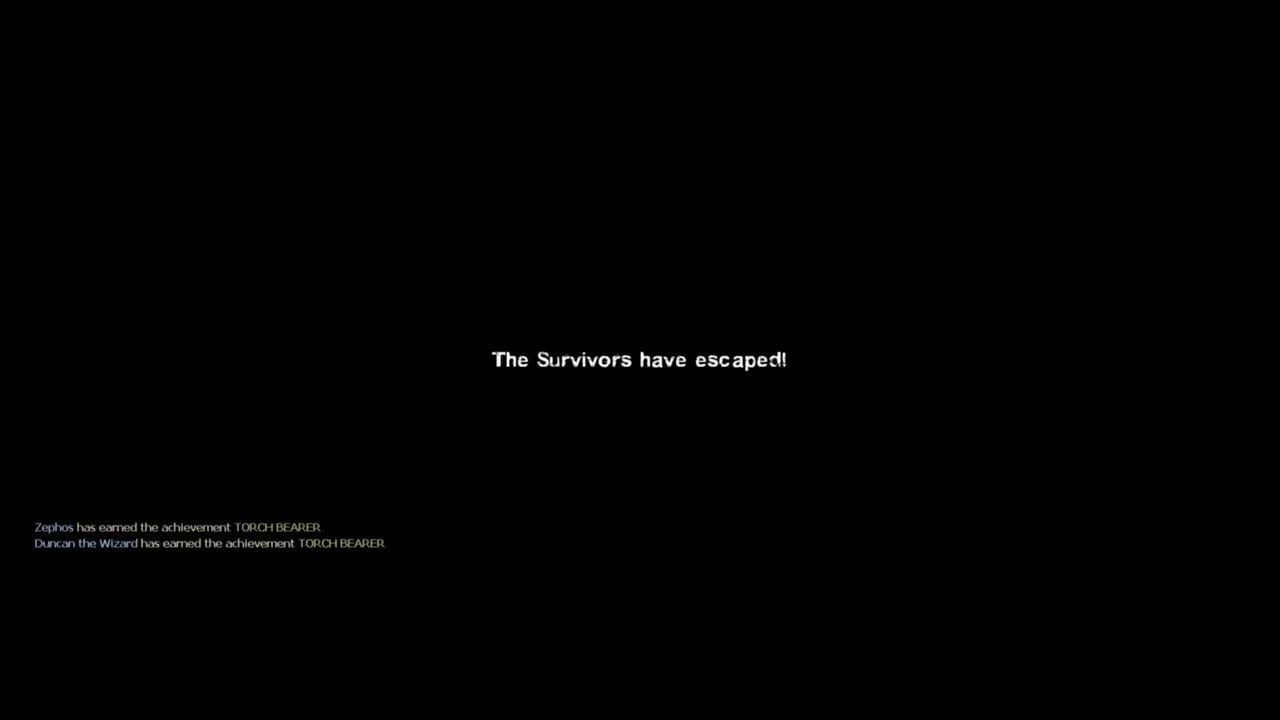 The Survivors have escaped!
Zephos has earned the achievement TORCH BEARER
Duncan the Wizard has earned the achievement TORCH BEARER